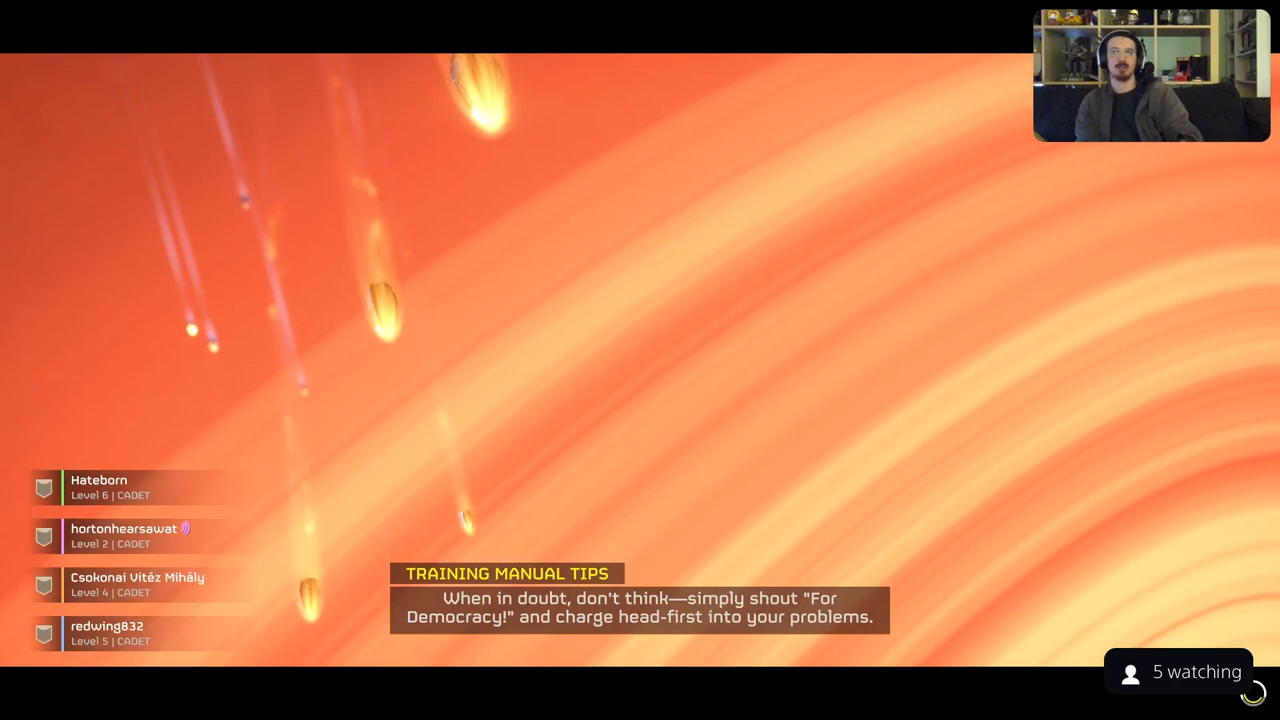 Hateborn
Level 6 | CADET
hortonhearsawat
Level 2 | CADET
Csokonai Vitéz Mihály
Level 4 | CADET
redwing832
Level 5 | CADET
TRAINING MANUAL TIPS
When in doubt, don't think—simply shout "For
Democracy!" and charge head-first into your problems.
5 watching